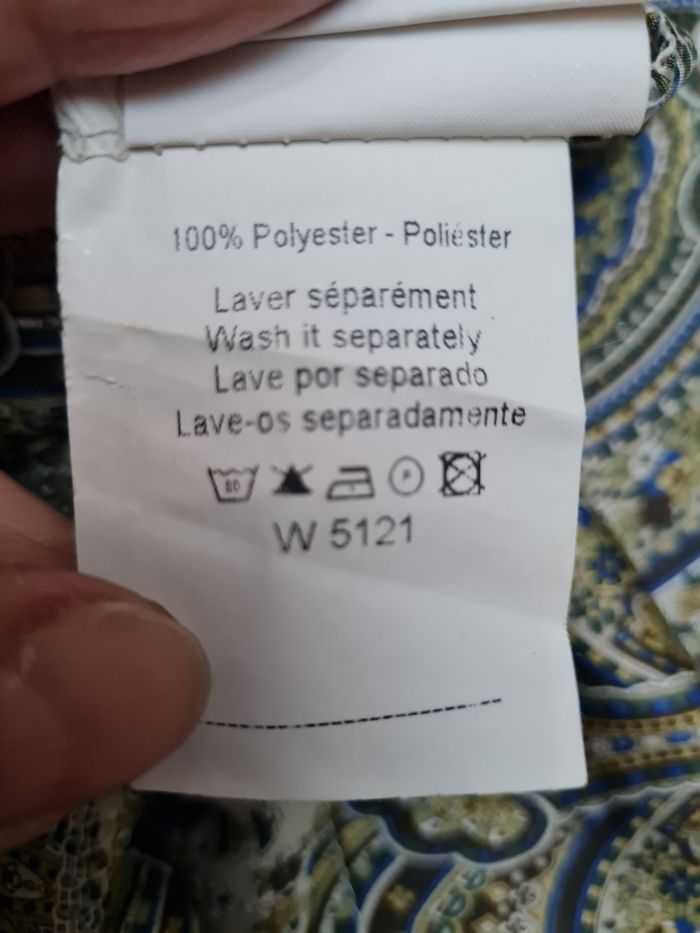 100% Polyester - Poliéster
Laver séparément
Wash it separately
Lave por separado
Lave-os separadamente
P
W 5121